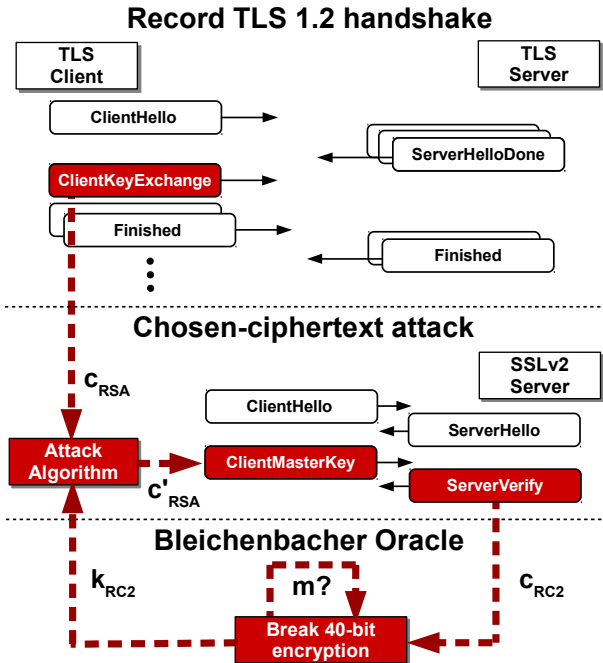 Record TLS 1.2 handshake
TLS
Client
TLS
Server
ClientHello
ServerHelloDone
ClientKeyExchange
Finished
Finished
Chosen-ciphertext attack
SSLv2
Server
cRSA
ClientHello
ServerHello
Attack
Algorithm
ClientMasterKey
c'RSA
ServerVerify
Bleichenbacher Oracle
kRC2
m?
cRC2
Break 40-bit
encryption